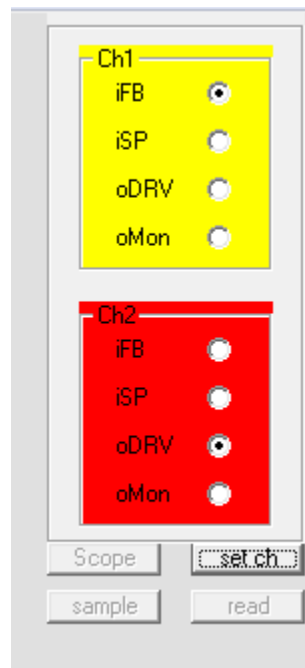 Ch1
iFB
iSP
oDRV
oMon
Ch2
iFB
iSP
oDRV
oMon
Scope set ch
sample read